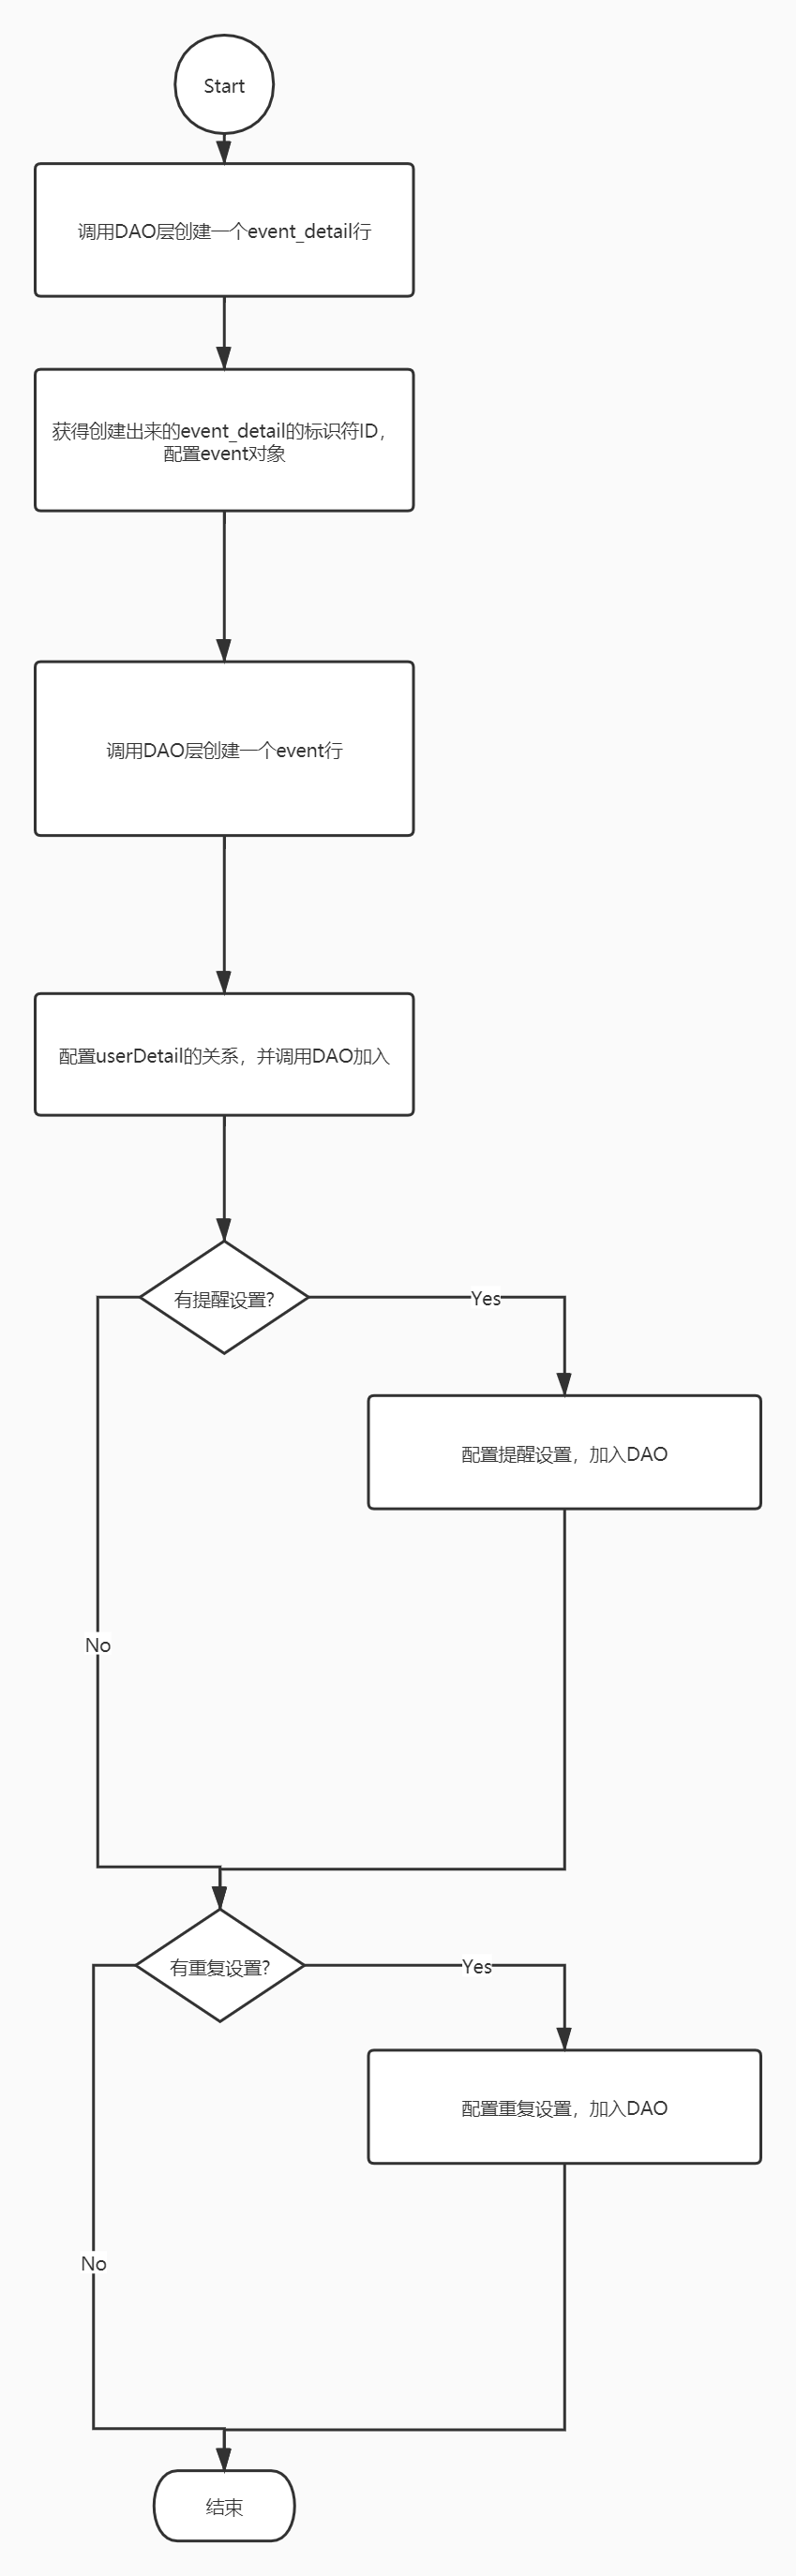 Start
调用DAO层创建一个event_detail行
获得创建出来的event_detail的标识符ID，
配置event对象
调用DAO层创建一个event行
配置userDetail的关系，并调用DAO加入
有提醒设置?
Yes
配置提醒设置，加入DAO
No
有重复设置?
Yes
配置重复设置，加入DAO
No
结束